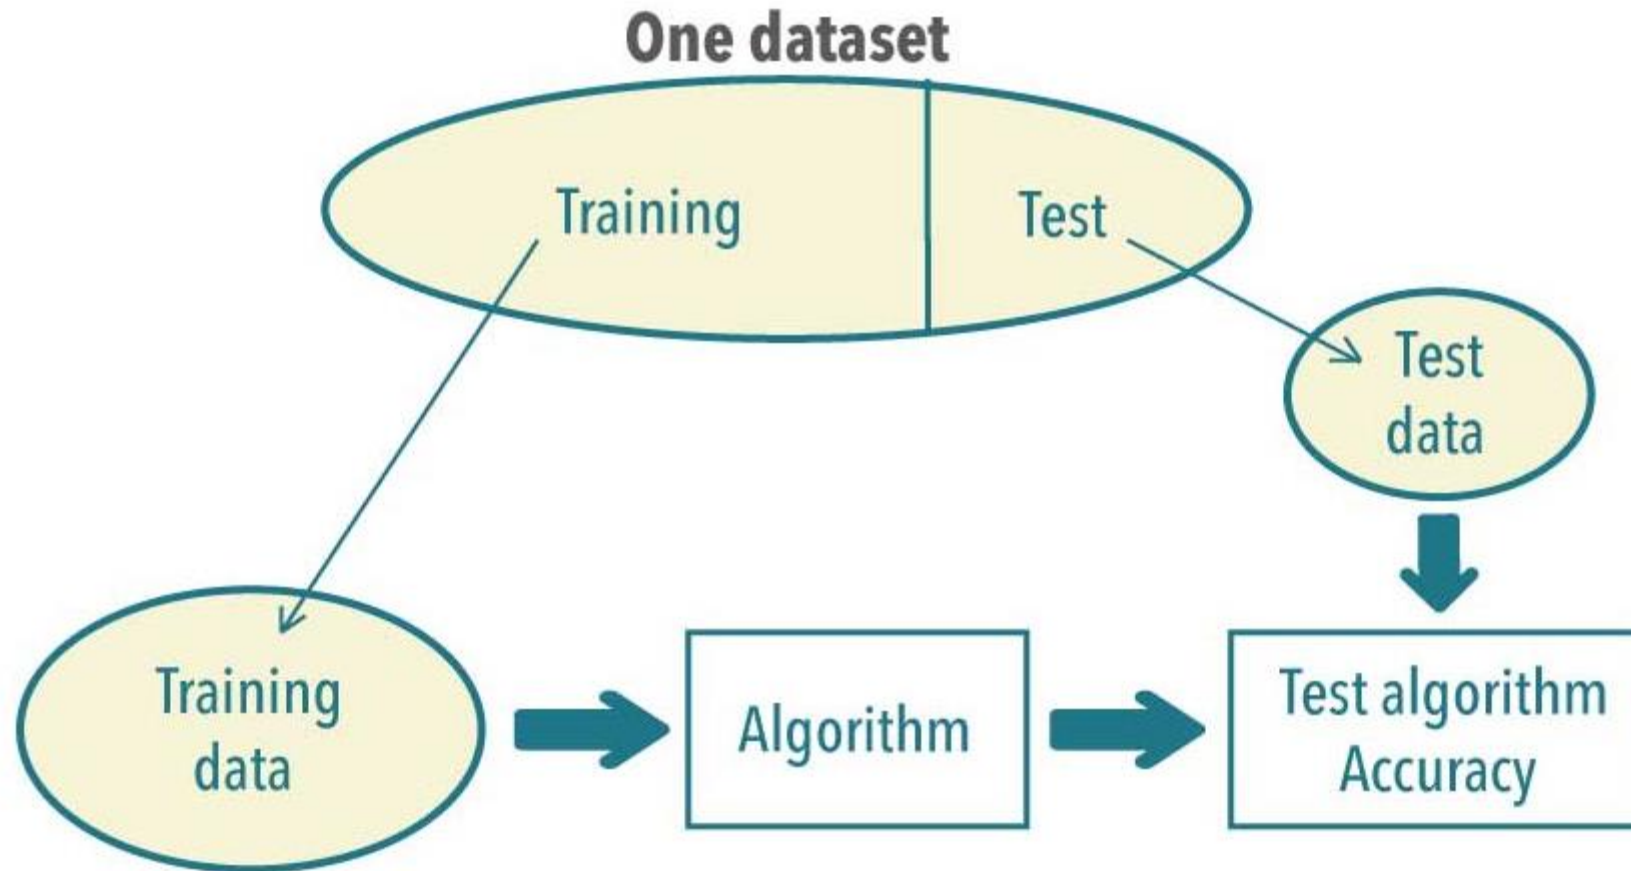 One dataset
Training
Test
Test
data
Training
data
Algorithm
Test algorithm
Accuracy